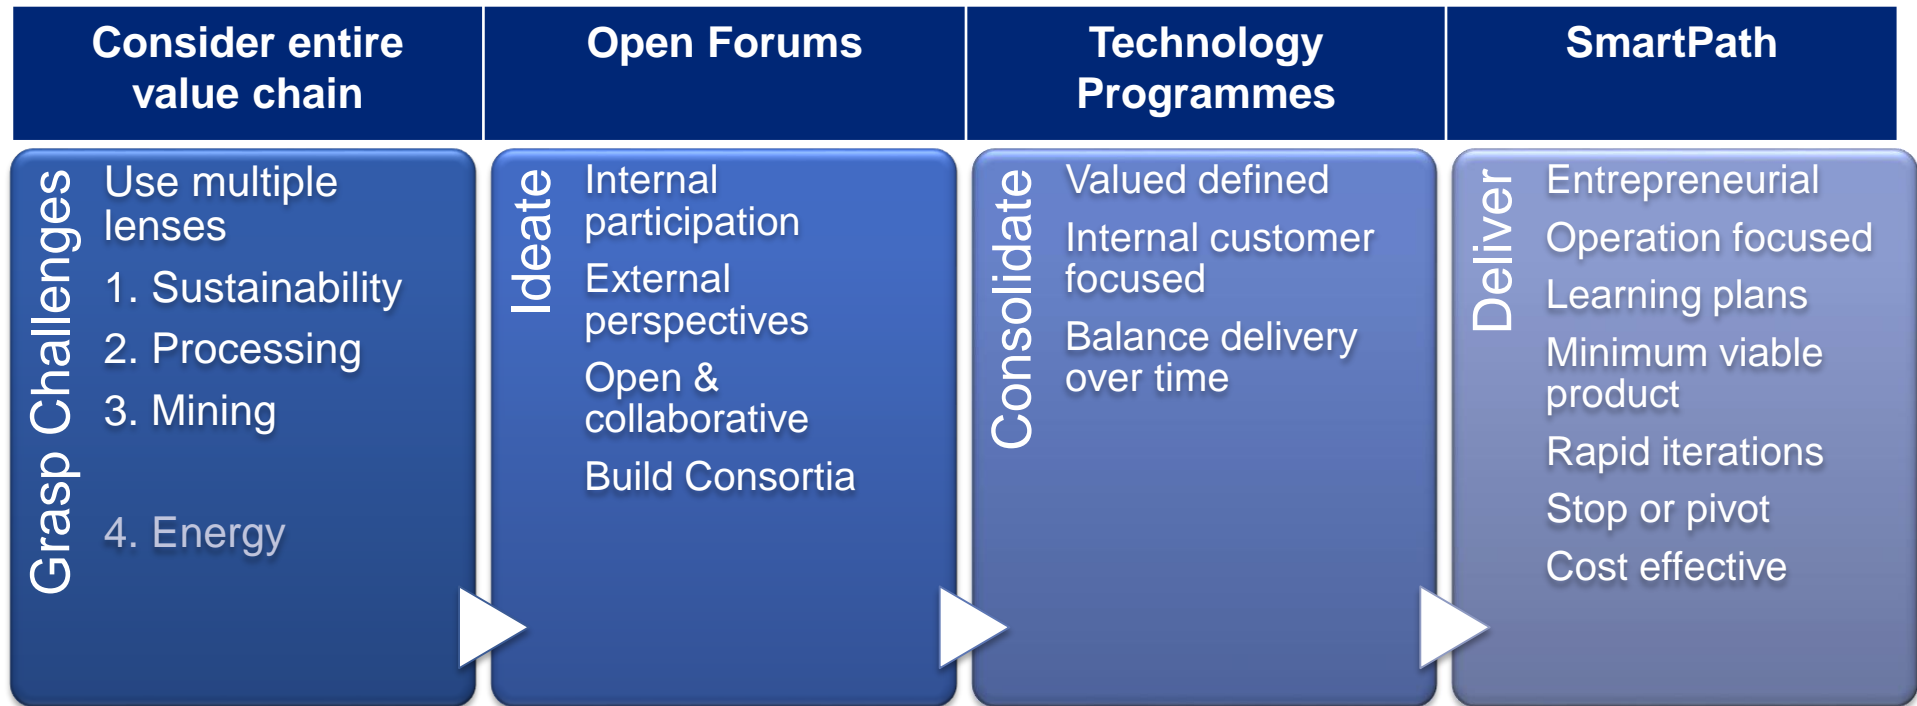 Consider entire
value chain
Open Forums
Technology
Programmes
SmartPath
Grasp Challenges
Use multiple
lenses
1. Sustainability
2. Processing
3. Mining
4. Energy
Ideate
Internal
participation
External
perspectives
Open &
collaborative
Build Consortia
Consolidate
Valued defined
Internal customer
focused
Balance delivery
over time
Deliver
Entrepreneurial
Operation focused
Learning plans
Minimum viable
product
Rapid iterations
Stop or pivot
Cost effective